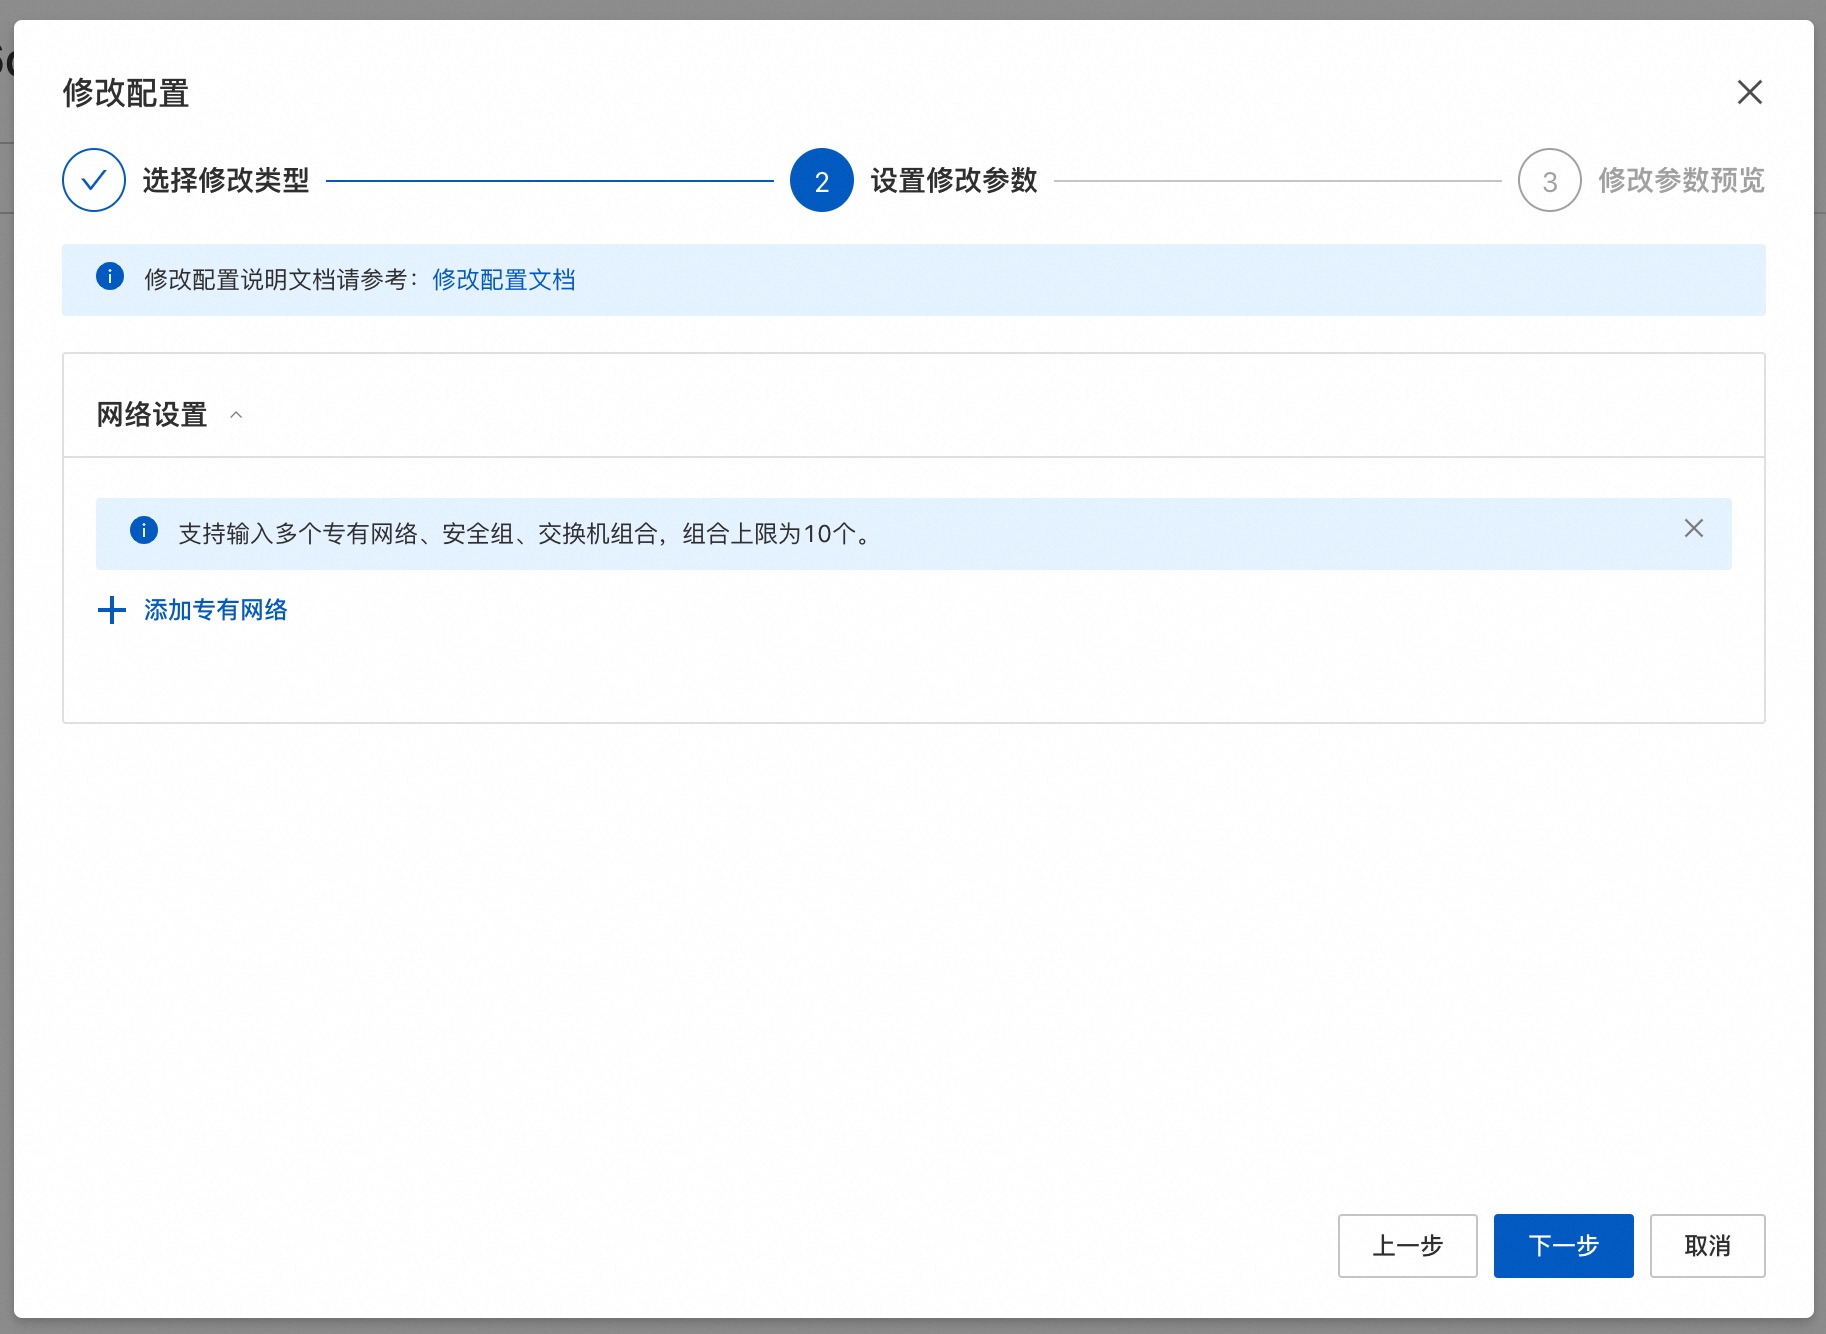 修改配置
选择修改类型
2 设置修改参数
3 修改参数预览
修改配置说明文档请参考：修改配置文档
网络设置
支持输入多个专有网络、安全组、交换机组合，组合上限为10个。
添加专有网络
上一步 下一步 取消